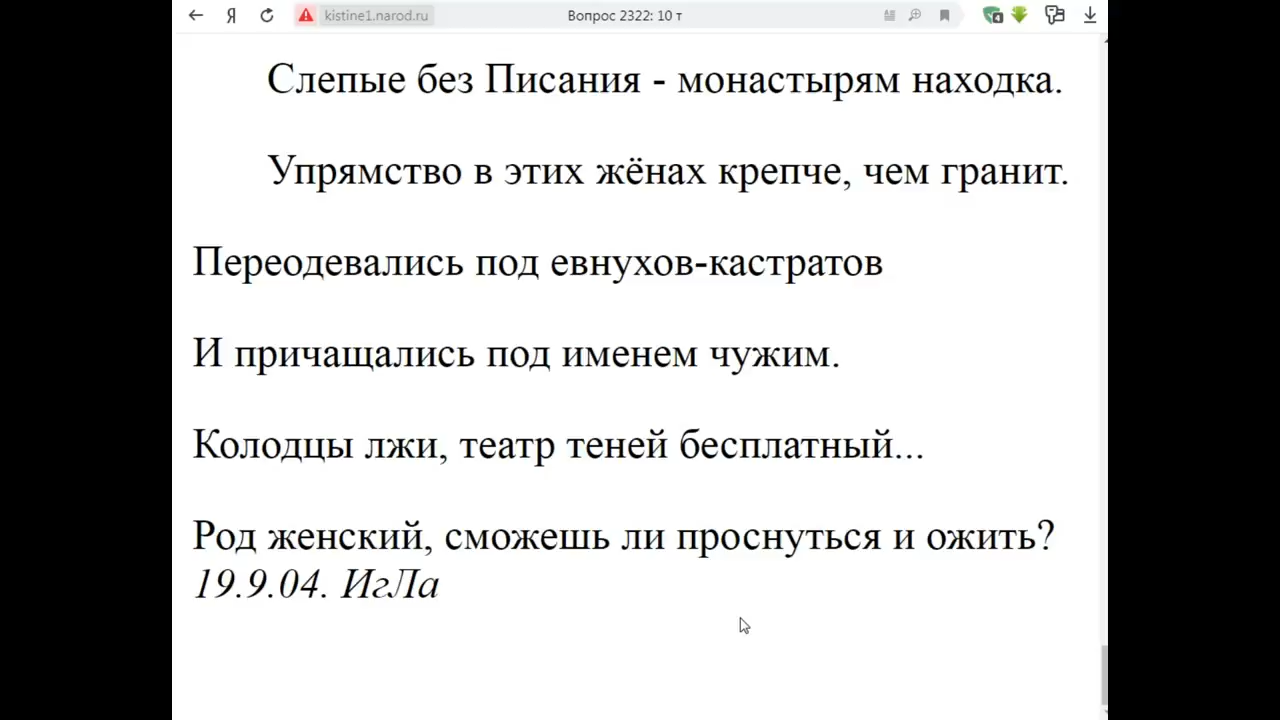 kistine1.narod.ru
Вопрос 2322: 10 т
Слепые без Писания - монастырям находка.
Упрямство в этих жёнах крепче, чем гранит.
Переодевались под евнухов-кастратов
И причащались под именем чужим.
Колодцы лжи, театр теней бесплатный...
Род женский, сможешь ли проснуться и ожить?
19.9.04. ИгЛа